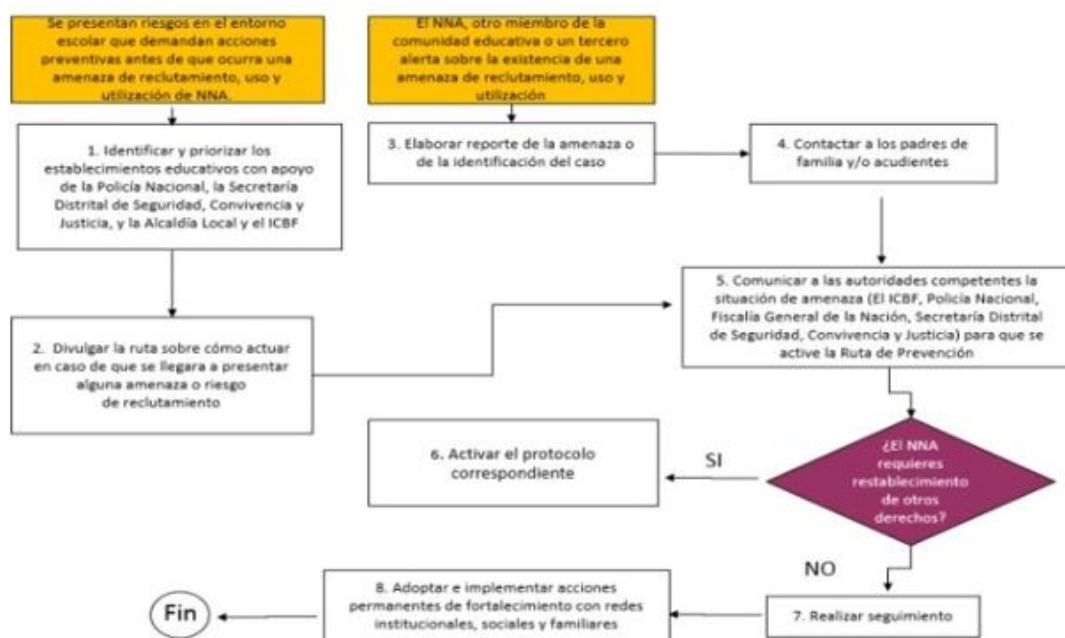 Se presentan riesgos en el entorno
escolar que demandan acciones
preventivas antes de que ocurra una
amenaza de reclutamiento, uso y
utilización de NNA.
El NNA, otro miembro de la
comunidad educativa o un tercero
alerta sobre la existencia de una
amenaza de reclutamiento, uso y
utilización
1. Identificar y priorizar los
establecimientos educativos con apoyo
de la Policía Nacional, la Secretaría
Distrital de Seguridad, Convivencia y
Justicia, y la Alcaldía Local y el ICBF
3. Elaborar reporte de la amenaza o
de la identificación del caso
4. Contactar a los padres de
familia y/o acudientes
2. Divulgar la ruta sobre cómo actuar
en caso de que se llegara a presentar
alguna amenaza o riesgo
de reclutamiento
5. Comunicar a las autoridades competentes la
situación de amenaza (El ICBF, Policía Nacional,
Fiscalía General de la Nación, Secretaría Distrital
de Seguridad, Convivencia y Justicia) para que se
active la Ruta de Prevención
¿El NNA
requieres
restablecimiento
de otros
derechos?
SI
6. Activar el protocolo
correspondiente
NO
7. Realizar seguimiento
8. Adoptar e implementar acciones
permanentes de fortalecimiento con redes
institucionales, sociales y familiares
Fin